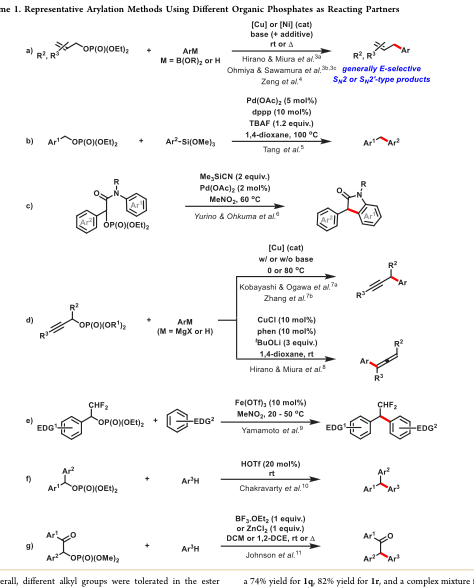 me 1. Representative Arylation Methods Using Different Organic Phosphates as Reacting Partners
[Cu] or [Ni] (cat)
base (+ additive)
rt or Δ
a) R², R³ OPO(O)(OEt)₂ + ArM
M = B(OR)₂ or H
Hirano & Miura et al.³ᵃ
Ohmiya & Sawamura et al.³ᵇ,³ᶜ
Zeng⁴
R², R³ Ar
generally E-selective
Sₙ2 or Sₙ2'-type products
Pd(OAc)₂ (5 mol%)
dppp (10 mol%)
TBAF (1.2 equiv.)
1,4-dioxane, 100 °C
b) Ar¹ OP(O)(OEt)₂ + Ar²–Si(OMe)₃
Tang et al.⁵
Ar¹ Ar²
Me₃SiCN (2 equiv.)
Pd(OAc)₂ (2 mol%)
MeNO₂, 60 °C
c) O N R Ar¹ Ar² OP(O)(OEt)₂
Yurino & Ohkuma et al.⁶
O N R Ar² Ar¹
[Cu] (cat)
w/ or w/o base
0 or 80 °C
Kobayashi & Ogawa et al.⁷ᵃ
Zhang et al.⁷ᵇ
R² R³ Ar
d) R² R³ OP(O)(OR¹)₂ + ArM
(M = MgX or H)
CuCl (10 mol%)
phen (10 mol%)
ᵗBuOLi (3 equiv.)
1,4-dioxane, rt
Hirano & Miura et al.⁸
Ar R² R³
Fe(OTf)₃ (10 mol%)
MeNO₂, 20 - 50 °C
e) EDG¹ CHF₂ OP(O)(OEt)₂ + EDG²
Yamamoto et al.⁹
EDG¹ CHF₂ EDG²
HOTf (20 mol%)
rt
f) Ar² Ar¹ OP(O)(OEt)₂ + Ar³H
Chakravarty et al.¹⁰
Ar² Ar¹ Ar³
BF₃.OEt₂ (1 equiv.)
or ZnCl₂ (1 equiv.)
DCM or 1,2-DCE, rt or Δ
g) Ar¹ O Ar² OP(O)(OMe)₂ + Ar³H
Johnson et al.¹¹
Ar¹ O Ar² Ar³
erall, different alkyl groups were tolerated in the ester
a 74% yield for 1q, 82% yield for 1r, and a complex mixture